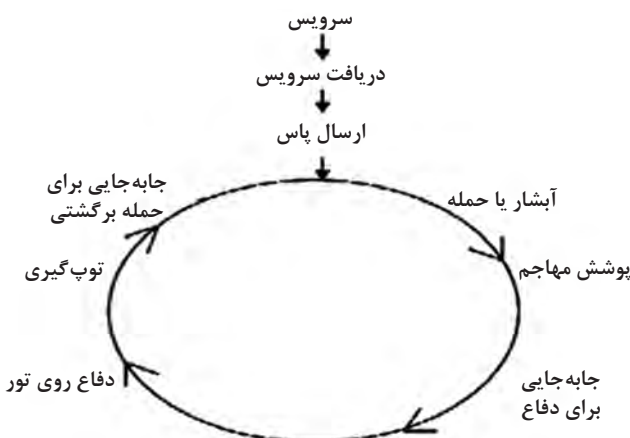 سرویس
دریافت سرویس
ارسال پاس
آبشار یا حمله
پوشش مهاجم
جابه‌جایی
برای دفاع
دفاع روی تور
توپ‌گیری
جابه‌جایی برای
حمله برگشتی